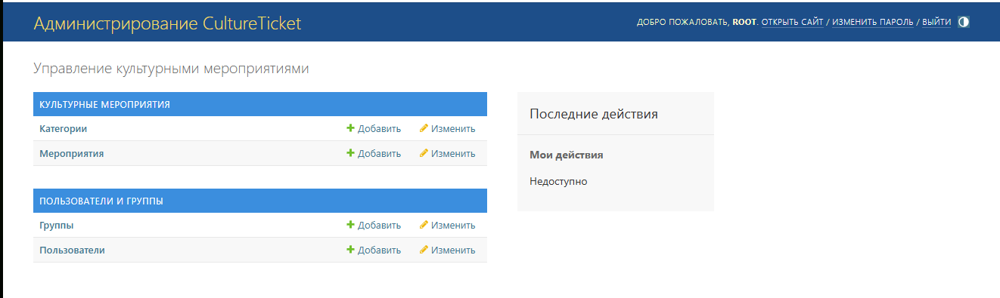 Администрирование CultureTicket
ДОБРО ПОЖАЛОВАТЬ, ROOT. ОТКРЫТЬ САЙТ / ИЗМЕНИТЬ ПАРОЛЬ / ВЫЙТИ
Управление культурными мероприятиями
КУЛЬТУРНЫЕ МЕРОПРИЯТИЯ
Категории Добавить Изменить
Мероприятия Добавить Изменить
ПОЛЬЗОВАТЕЛИ И ГРУППЫ
Группы Добавить Изменить
Пользователи Добавить Изменить
Последние действия
Мои действия
Недоступно